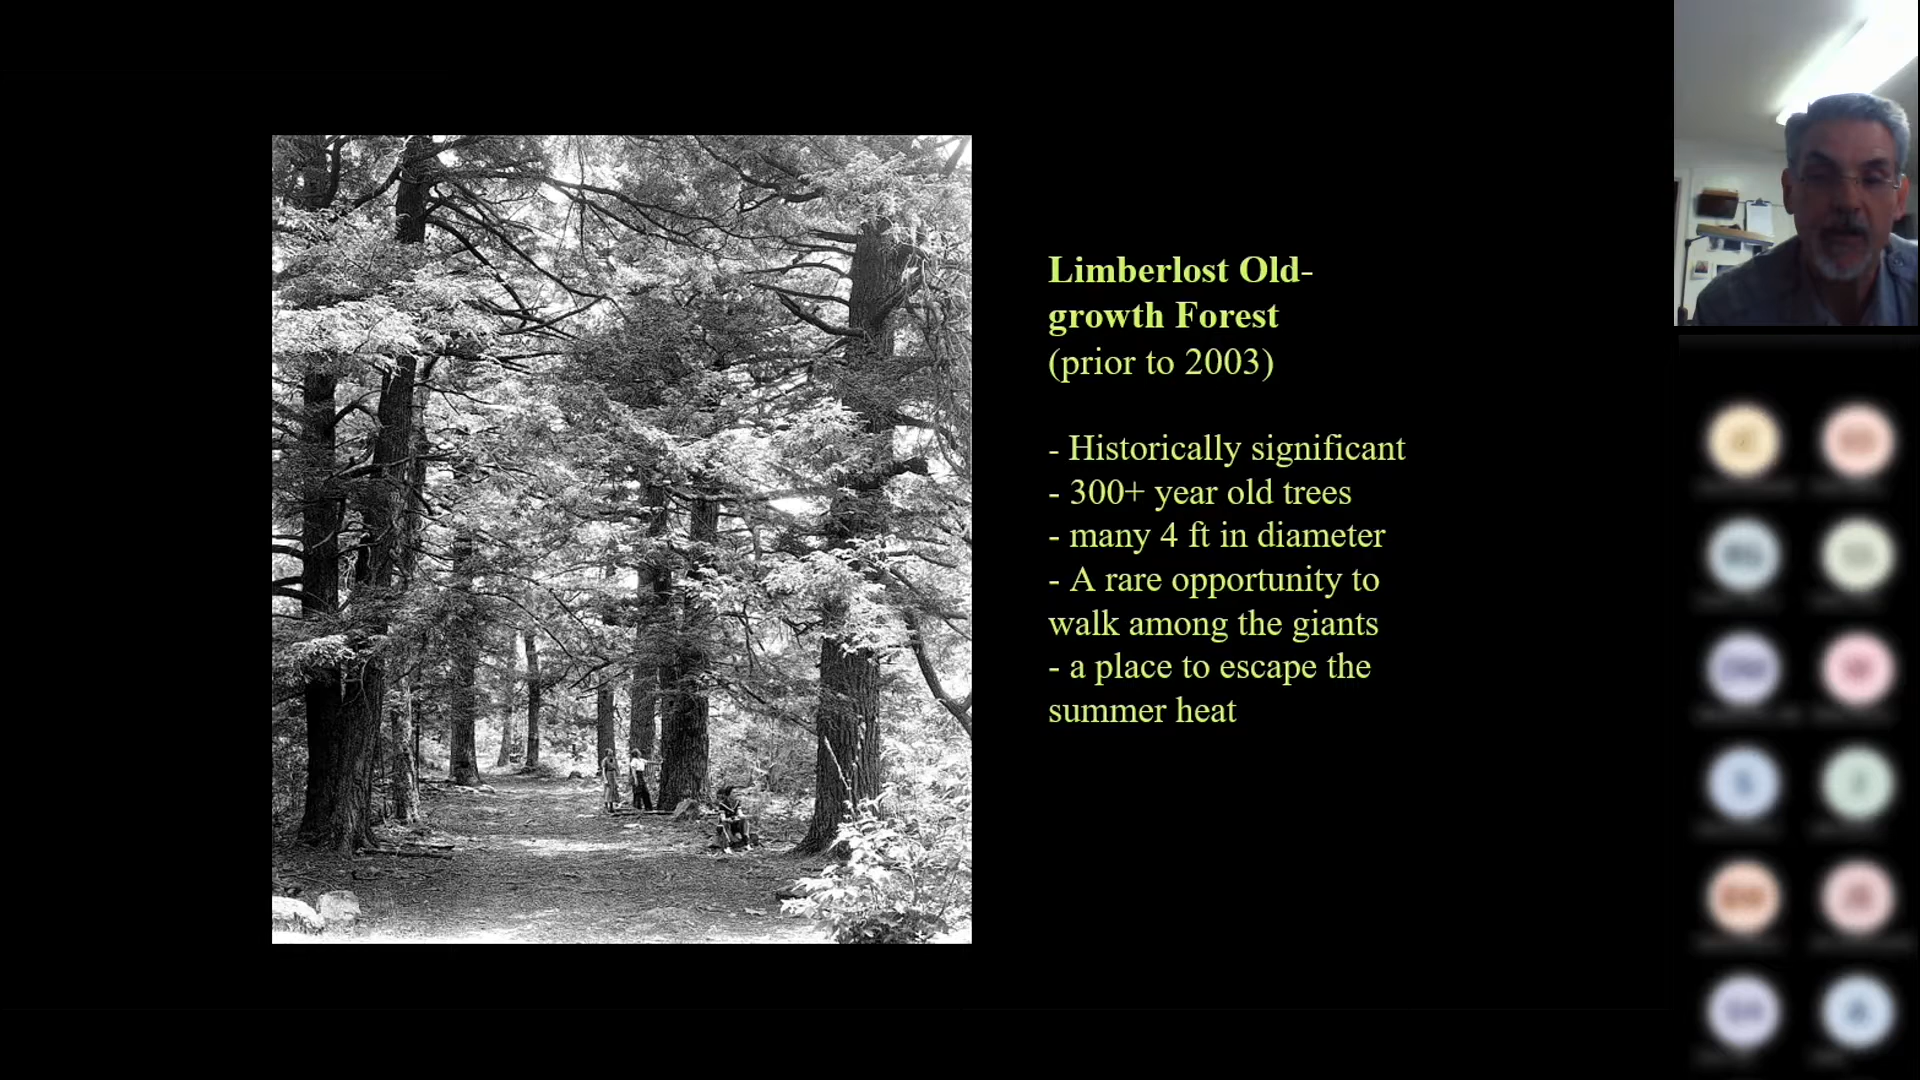 Limberlost Old-
growth Forest
(prior to 2003)
- Historically significant
- 300+ year old trees
- many 4 ft in diameter
- A rare opportunity to
walk among the giants
- a place to escape the
summer heat